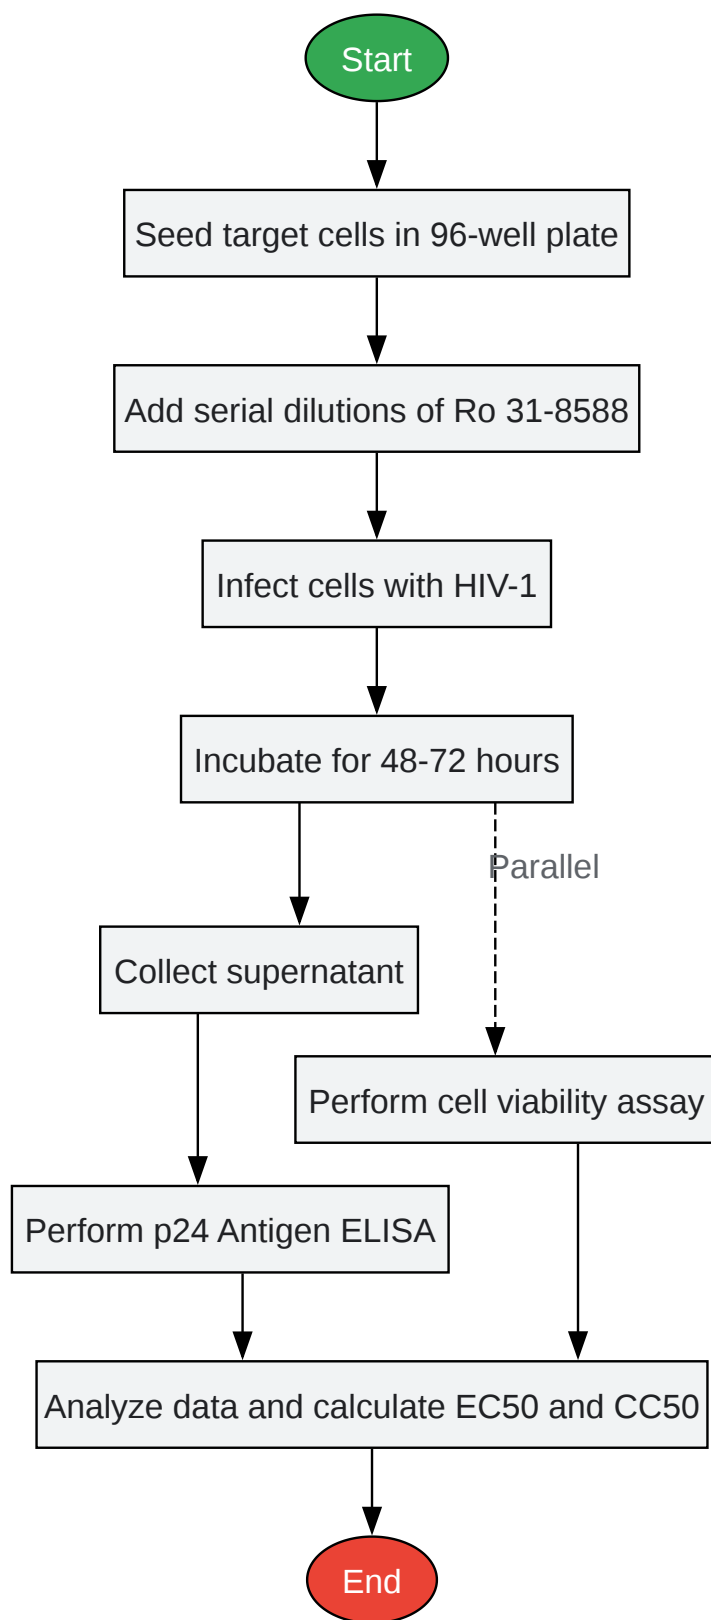 Start
Seed target cells in 96-well plate
Add serial dilutions of Ro 31-8588
Infect cells with HIV-1
Incubate for 48-72 hours
Parallel
Collect supernatant
Perform cell viability assay
Perform p24 Antigen ELISA
Analyze data and calculate EC50 and CC50
End